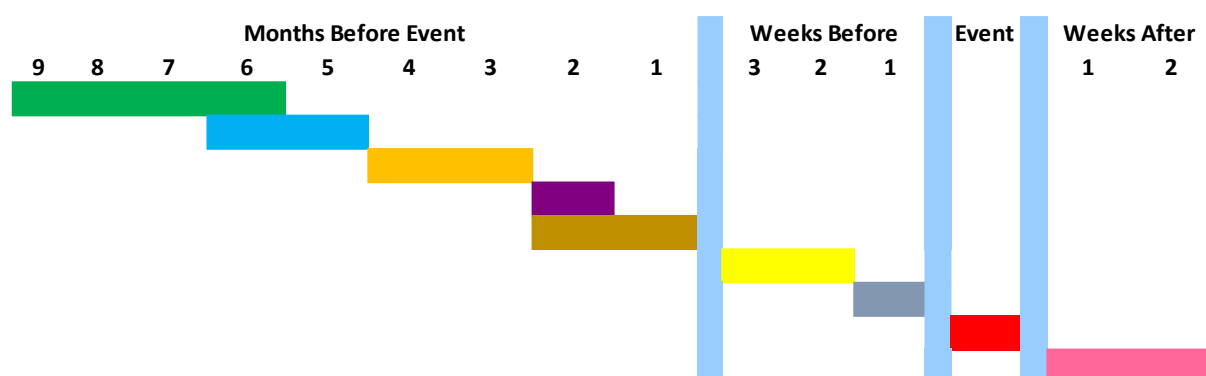 Months Before Event Weeks Before Event Weeks After
9 8 7 6 5 4 3 2 1 3 2 1 1 2